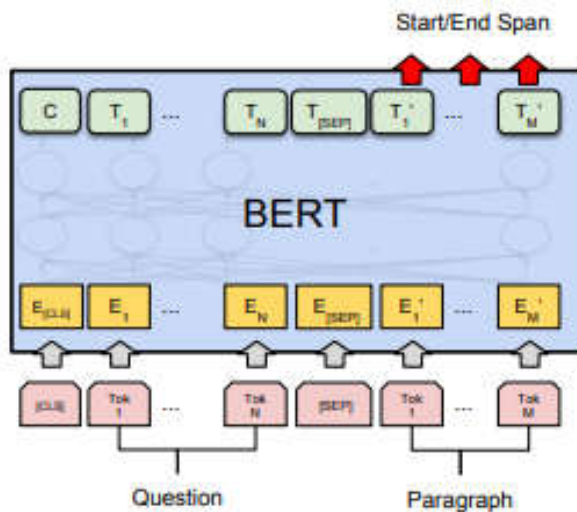 Start/End Span
C T1 ... TN T[SEP] T1' ... TM'
BERT
E[CLS] E1 ... EN E[SEP] E1' ... EM'
[CLS] Tok 1 ... Tok N [SEP] Tok 1 ... Tok M
Question Paragraph